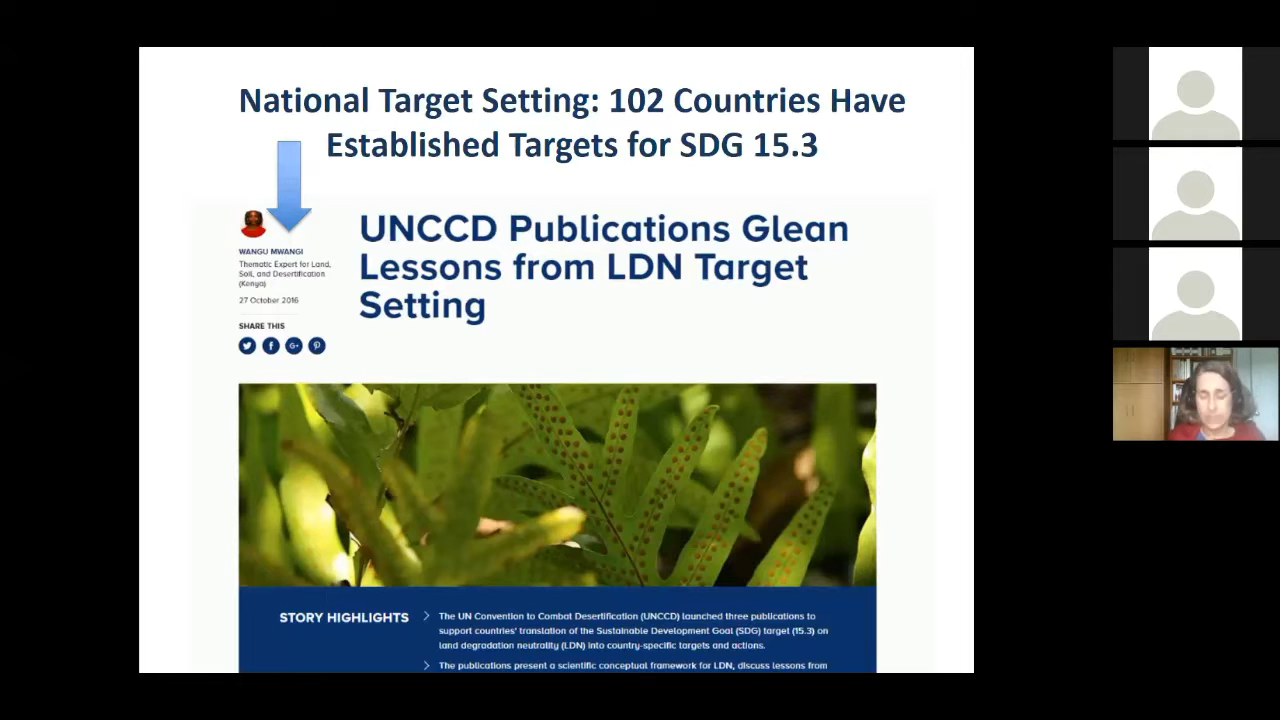 National Target Setting: 102 Countries Have
Established Targets for SDG 15.3
WANGU MWANGI
Thematic Expert for Land,
Soil, and Desertification
(Kenya)
27 October 2016
SHARE THIS
G+
UNCCD Publications Glean
Lessons from LDN Target
Setting
STORY HIGHLIGHTS
The UN Convention to Combat Desertification (UNCCD) launched three publications to
support countries' translation of the Sustainable Development Goal (SDG) target (15.3) on
land degradation neutrality (LDN) into country-specific targets and actions.
The publications present a scientific conceptual framework for LDN, discuss lessons from